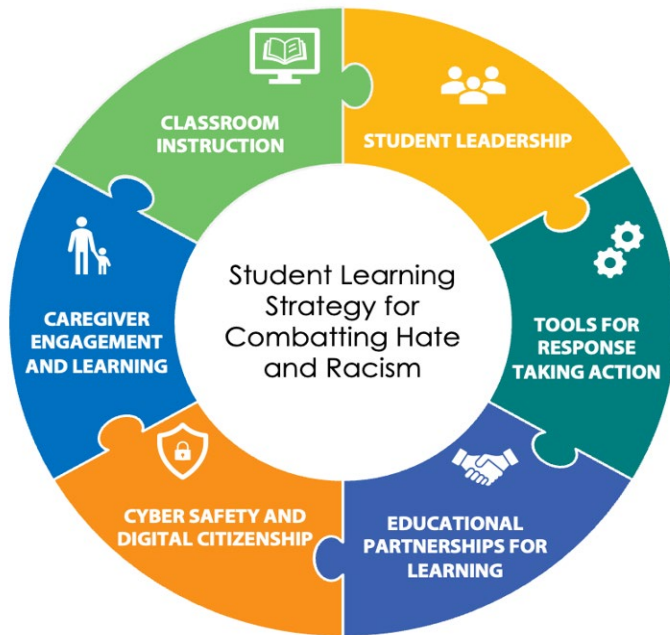 CLASSROOM
INSTRUCTION
STUDENT LEADERSHIP
TOOLS FOR
RESPONSE
TAKING ACTION
EDUCATIONAL
PARTNERSHIPS FOR
LEARNING
CYBER SAFETY AND
DIGITAL CITIZENSHIP
CAREGIVER
ENGAGEMENT
AND LEARNING
Student Learning
Strategy for
Combatting Hate
and Racism